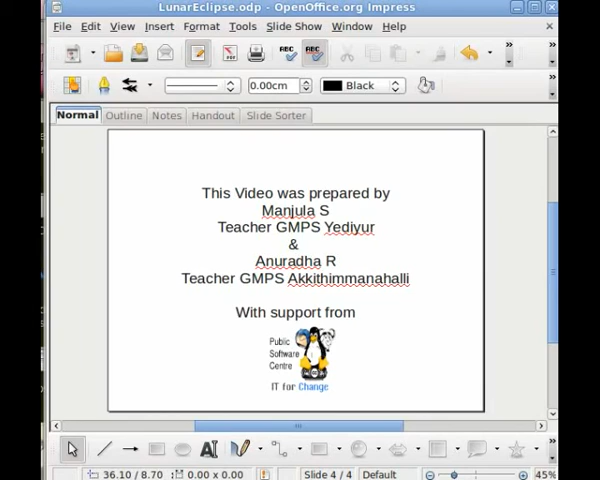 LunarEclipse.odp - OpenOffice.org Impress
File Edit View Insert Format Tools Slide Show Window Help
ABC ABC
0.00cm Black
Normal Outline Notes Handout Slide Sorter
This Video was prepared by
Manjula S
Teacher GMPS Yediyur
&
Anuradha R
Teacher GMPS Akkithimmanahalli
With support from
Public
Software
Centre
IT for Change
36.10 / 8.70 0.00 x 0.00 Slide 4 / 4 Default 45%